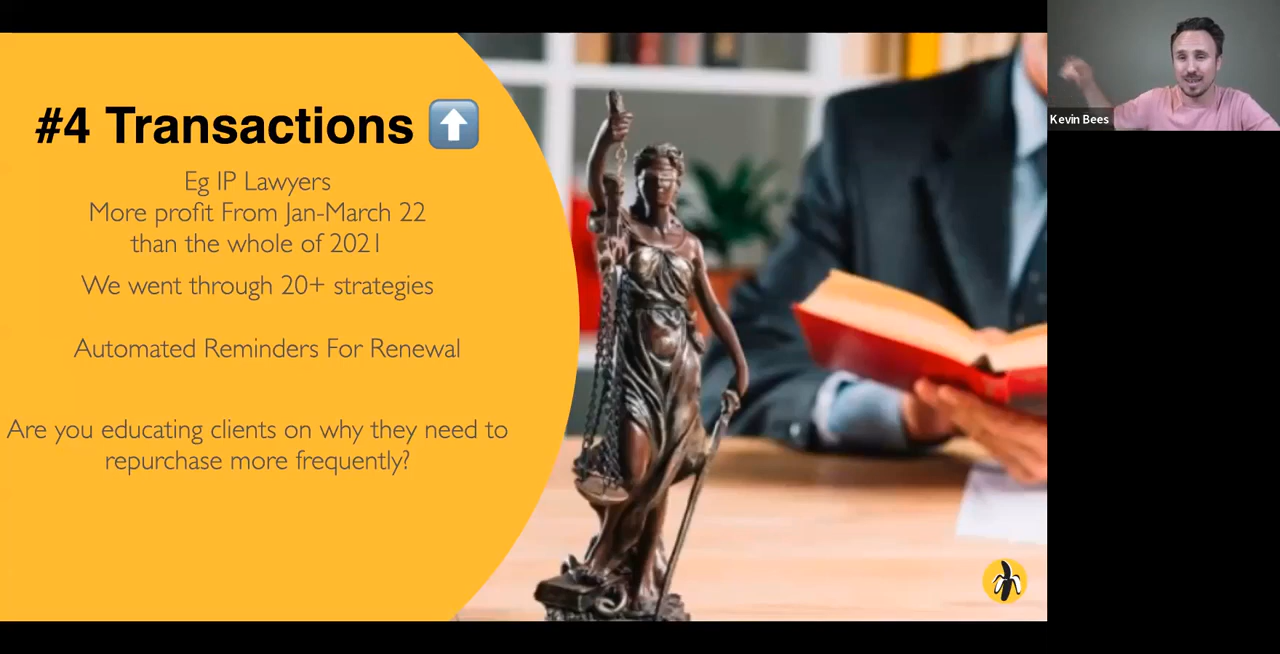 #4 Transactions ⬆
Eg IP Lawyers
More profit From Jan-March 22
than the whole of 2021
We went through 20+ strategies
Automated Reminders For Renewal
Are you educating clients on why they need to
repurchase more frequently?
Kevin Bees